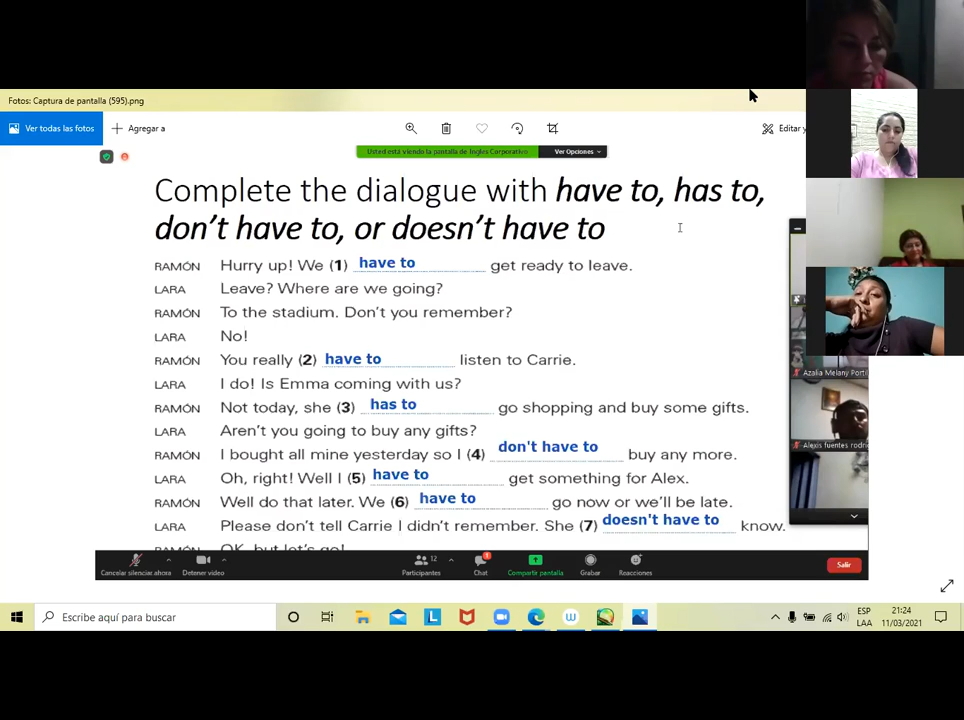 Fotos: Captura de pantalla (595).png
Ver todas las fotos
Agregar a
Editar y
Usted está viendo la pantalla de Ingles Corporativo
Ver Opciones
Complete the dialogue with have to, has to,
don't have to, or doesn't have to
RAMÓN Hurry up! We (1) have to get ready to leave.
LARA Leave? Where are we going?
RAMÓN To the stadium. Don't you remember?
LARA No!
RAMÓN You really (2) have to listen to Carrie.
LARA I do! Is Emma coming with us?
RAMÓN Not today, she (3) has to go shopping and buy some gifts.
LARA Aren't you going to buy any gifts?
RAMÓN I bought all mine yesterday so I (4) don't have to buy any more.
LARA Oh, right! Well I (5) have to get something for Alex.
RAMÓN Well do that later. We (6) have to go now or we'll be late.
LARA Please don't tell Carrie I didn't remember. She (7) doesn't have to know.
RAMÓN OK, but let's go!
Azalia Melany Portil
Alexis fuentes rodri
Cancelar silenciar ahora
Detener video
12
Participantes
Chat
Compartir pantalla
Grabar
Reacciones
Salir
Escribe aquí para buscar
ESP
LAA
21:24
11/03/2021